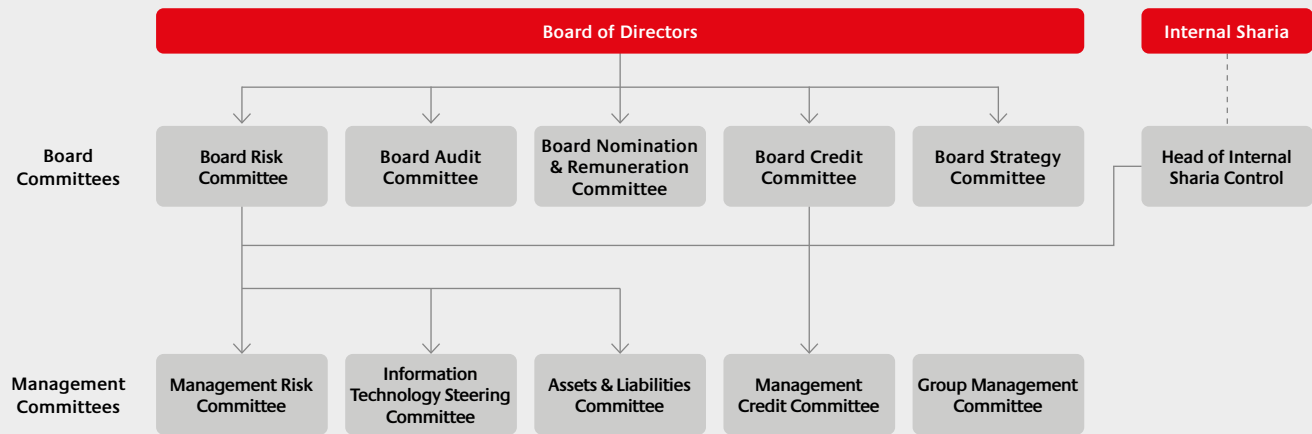 Board of Directors
Internal Sharia
Board
Committees
Board Risk
Committee
Board Audit
Committee
Board Nomination
& Remuneration
Committee
Board Credit
Committee
Board Strategy
Committee
Head of Internal
Sharia Control
Management
Committees
Management Risk
Committee
Information
Technology Steering
Committee
Assets & Liabilities
Committee
Management
Credit Committee
Group Management
Committee